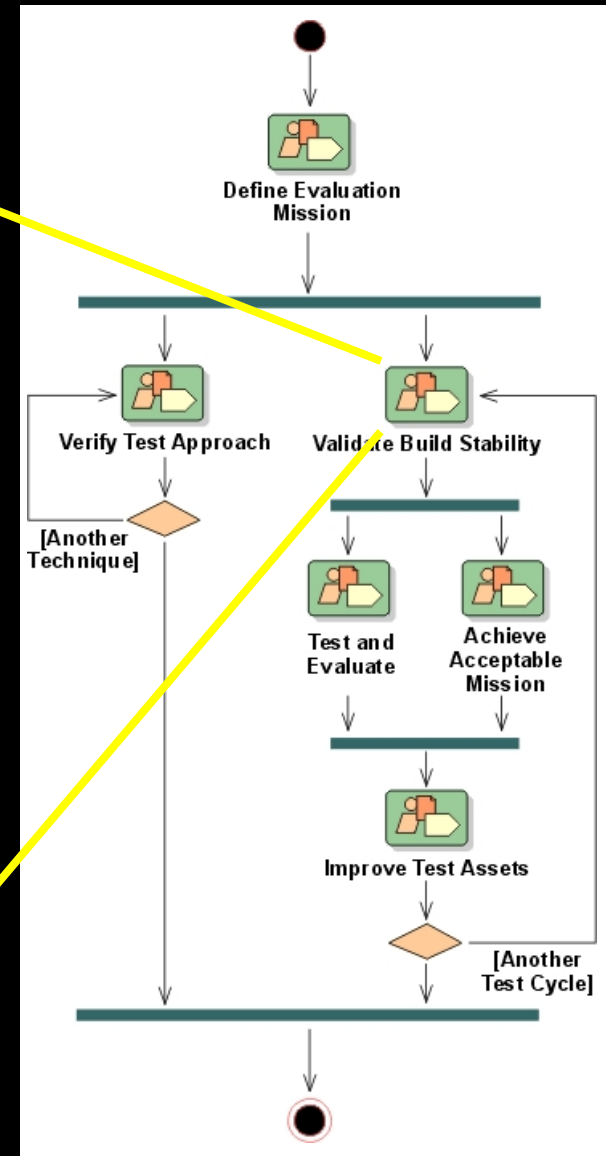 Define Evaluation
Mission
Verify Test Approach
Validate Build Stability
[Another
Technique]
Test and
Evaluate
Achieve
Acceptable
Mission
Improve Test Assets
[Another
Test Cycle]